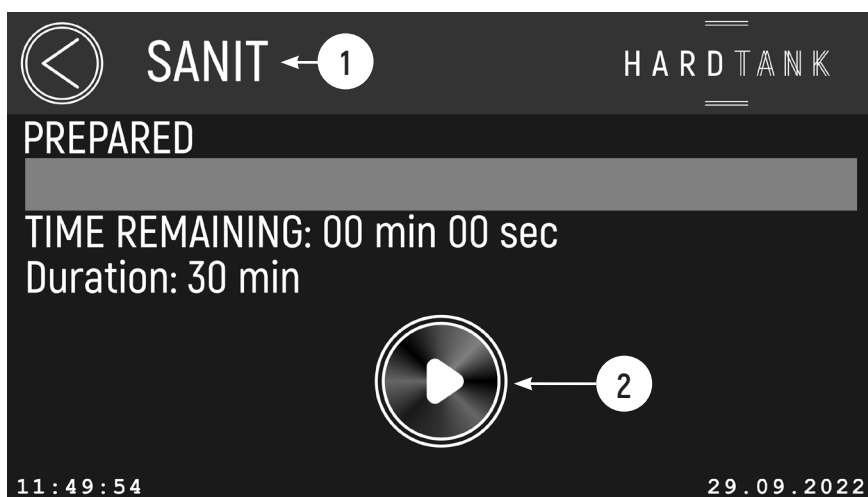 SANIT
1
HARDTANK
PREPARED
TIME REMAINING: 00 min 00 sec
Duration: 30 min
2
11:49:54
29.09.2022